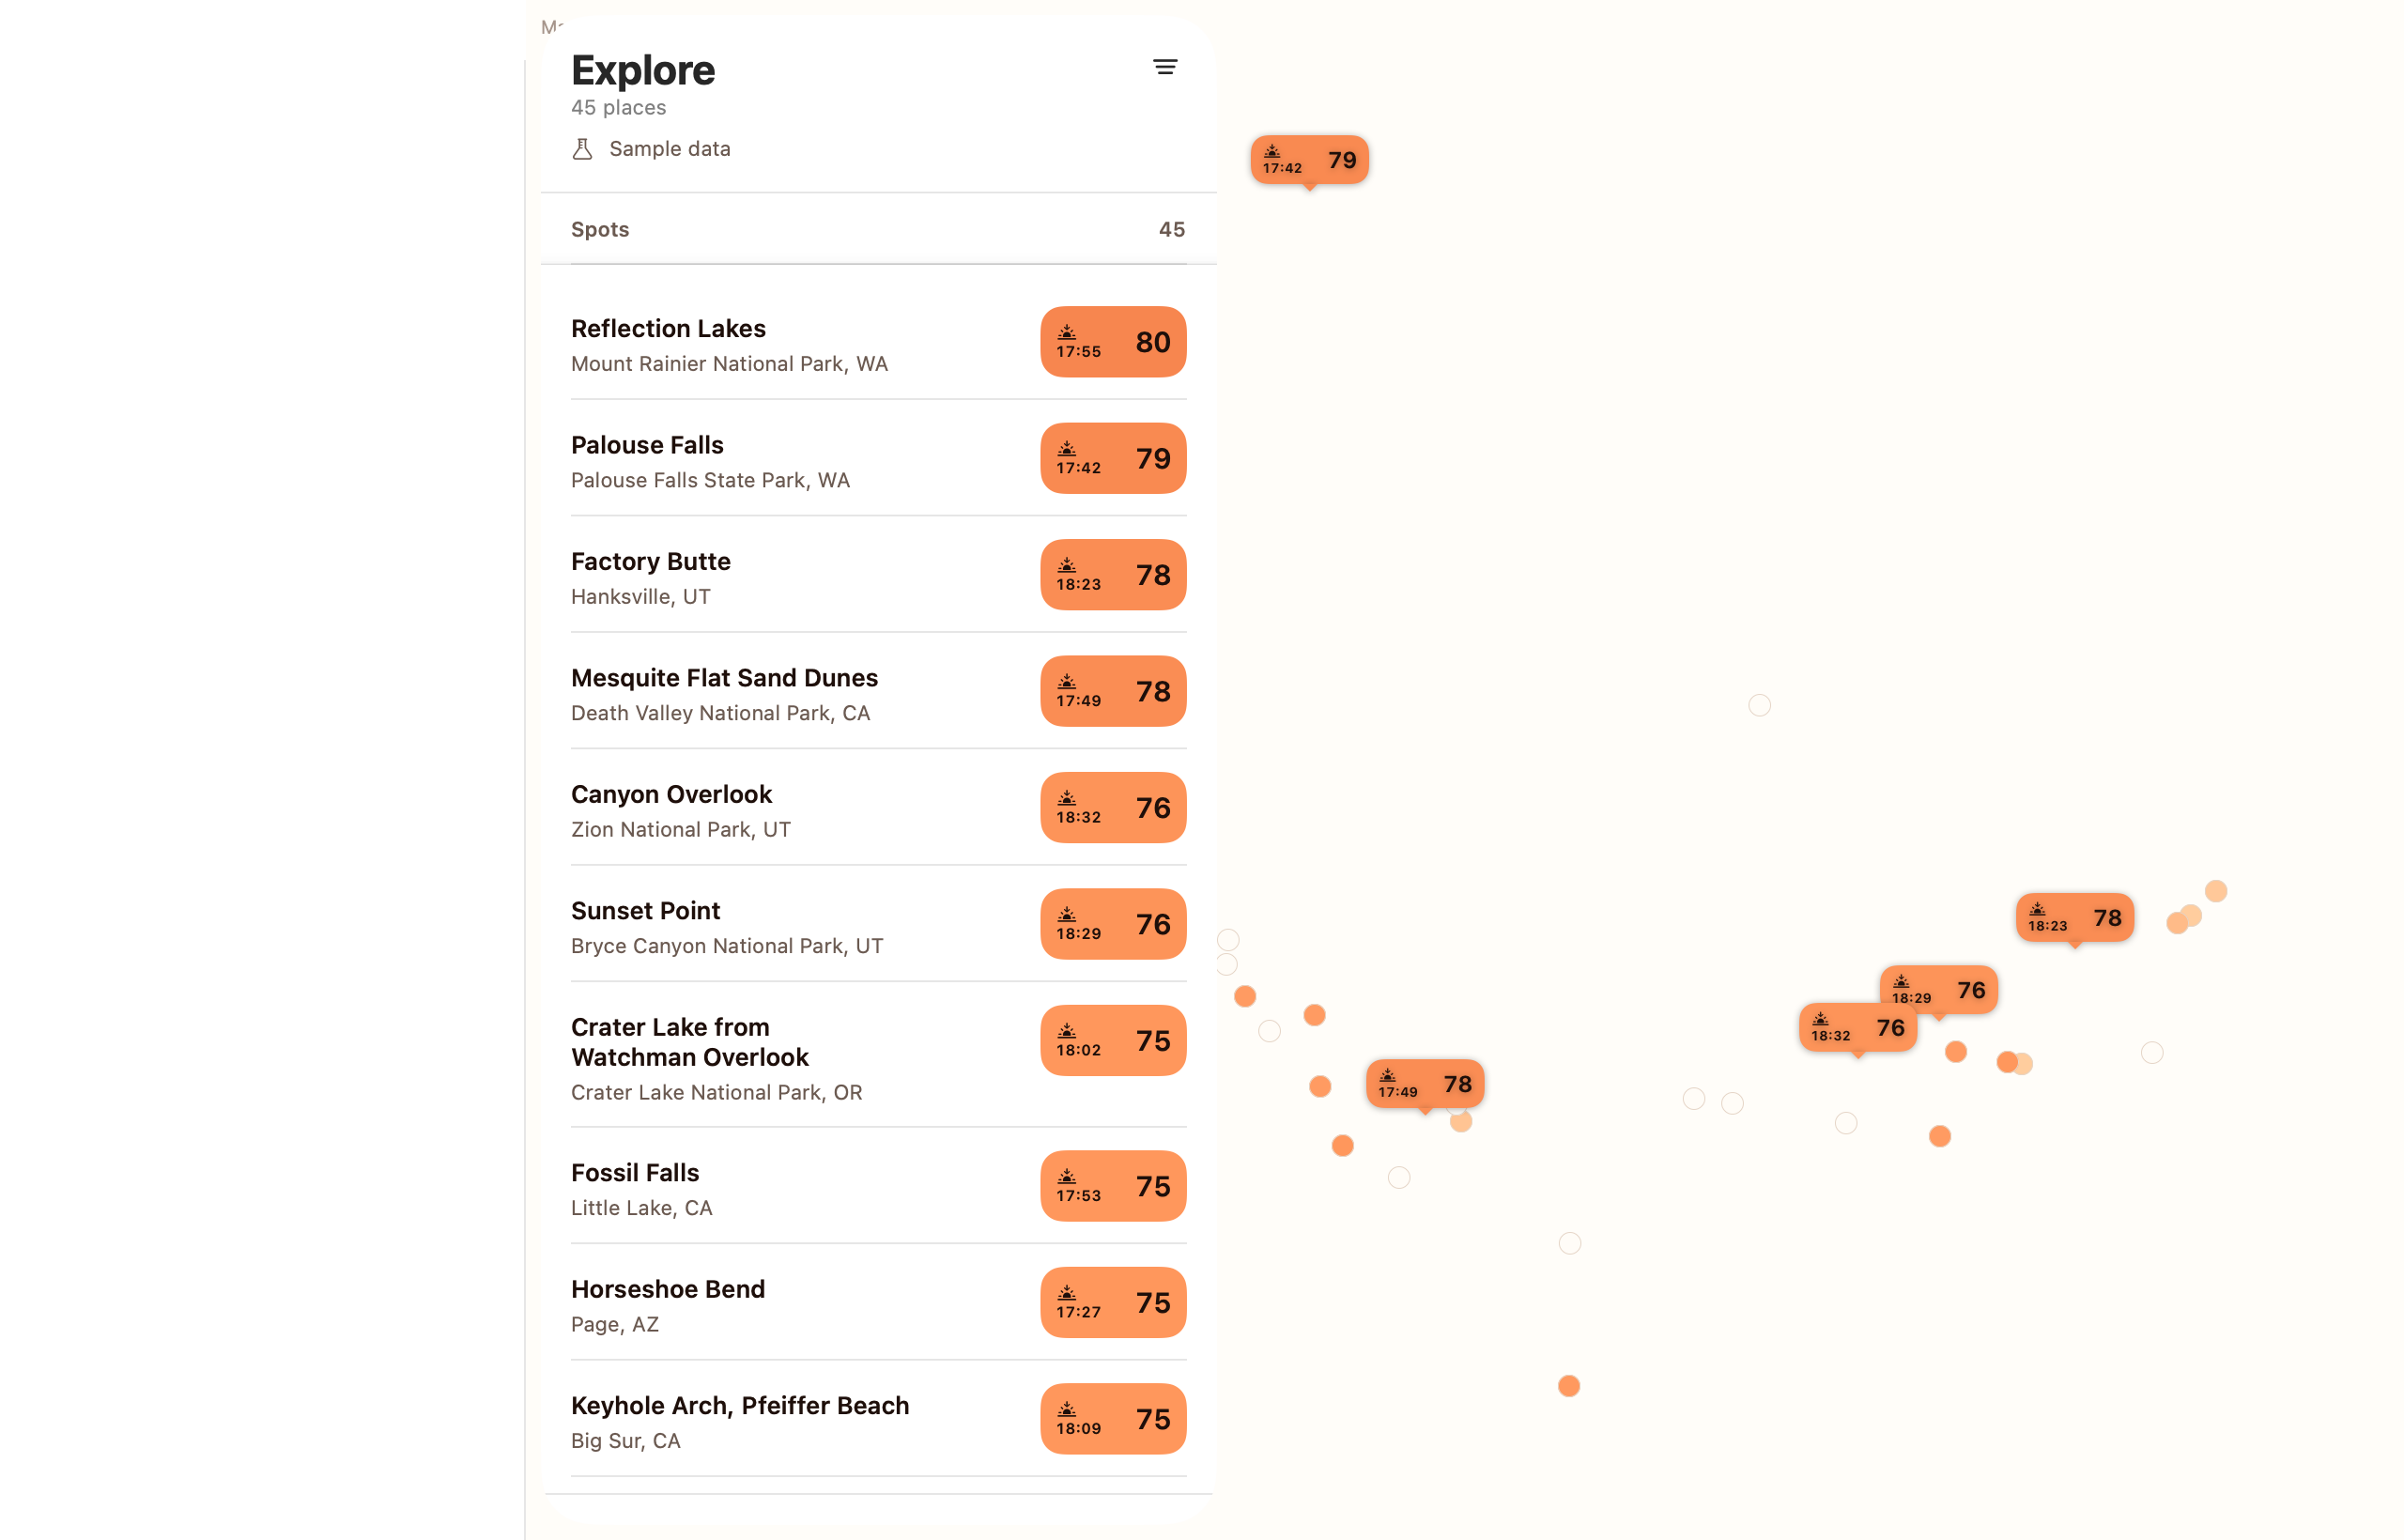 Explore
45 places
Sample data
Spots 45
Reflection Lakes
Mount Rainier National Park, WA
17:55 80
Palouse Falls
Palouse Falls State Park, WA
17:42 79
Factory Butte
Hanksville, UT
18:23 78
Mesquite Flat Sand Dunes
Death Valley National Park, CA
17:49 78
Canyon Overlook
Zion National Park, UT
18:32 76
Sunset Point
Bryce Canyon National Park, UT
18:29 76
Crater Lake from
Watchman Overlook
Crater Lake National Park, OR
18:02 75
Fossil Falls
Little Lake, CA
17:53 75
Horseshoe Bend
Page, AZ
17:27 75
Keyhole Arch, Pfeiffer Beach
Big Sur, CA
18:09 75
17:42 79
18:23 78
18:29 76
18:32 76
17:49 78